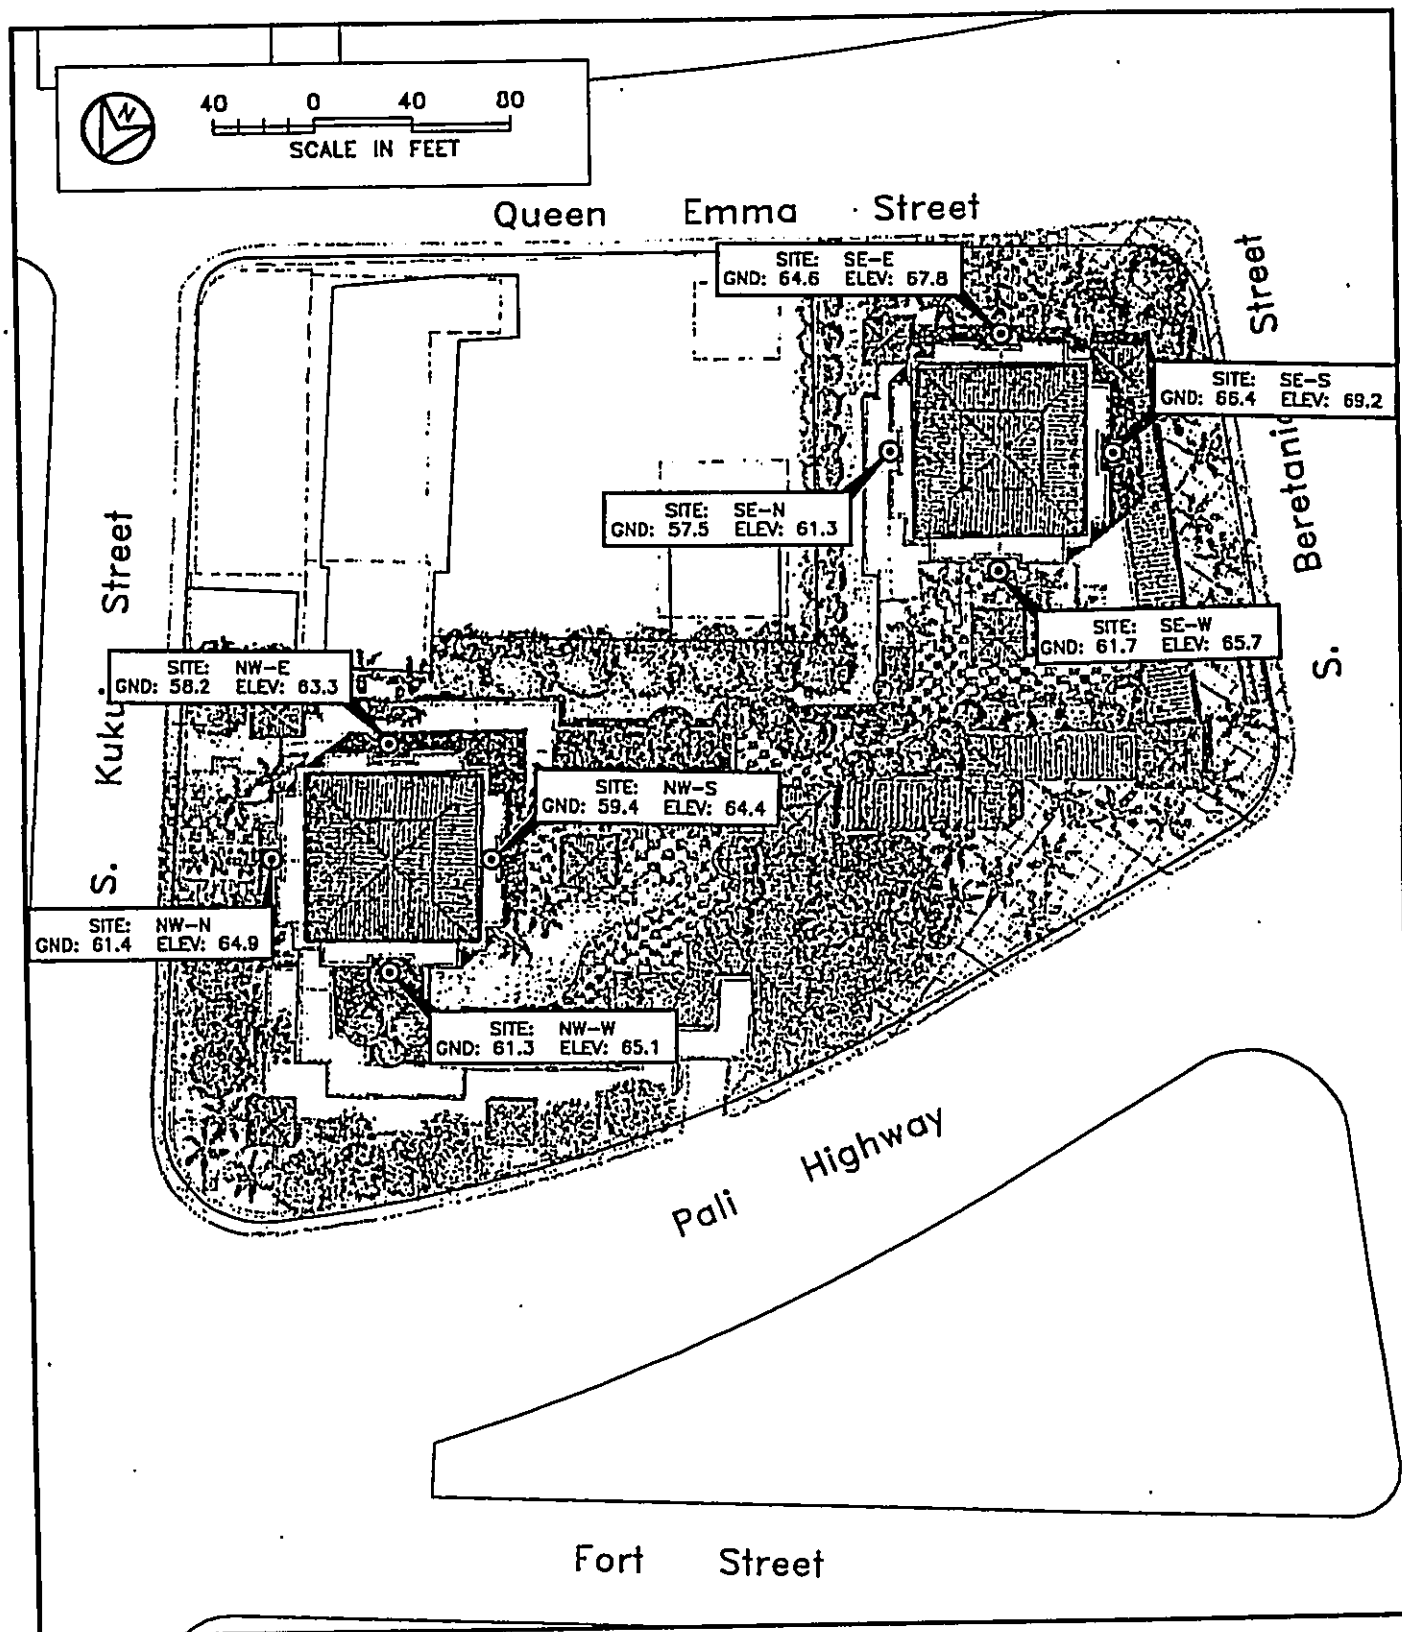 N
40 0 40 80
SCALE IN FEET
Queen Emma Street
SITE: SE-E
GND: 64.6 ELEV: 67.8
Street
SITE: SE-S
GND: 66.4 ELEV: 69.2
Beretani
S.
SITE: SE-N
GND: 57.5 ELEV: 61.3
SITE: SE-W
GND: 61.7 ELEV: 65.7
Street
Kuku
S.
SITE: NW-E
GND: 58.2 ELEV: 63.3
SITE: NW-S
GND: 59.4 ELEV: 64.4
SITE: NW-N
GND: 61.4 ELEV: 64.9
SITE: NW-W
GND: 61.3 ELEV: 65.1
Pali Highway
Fort Street